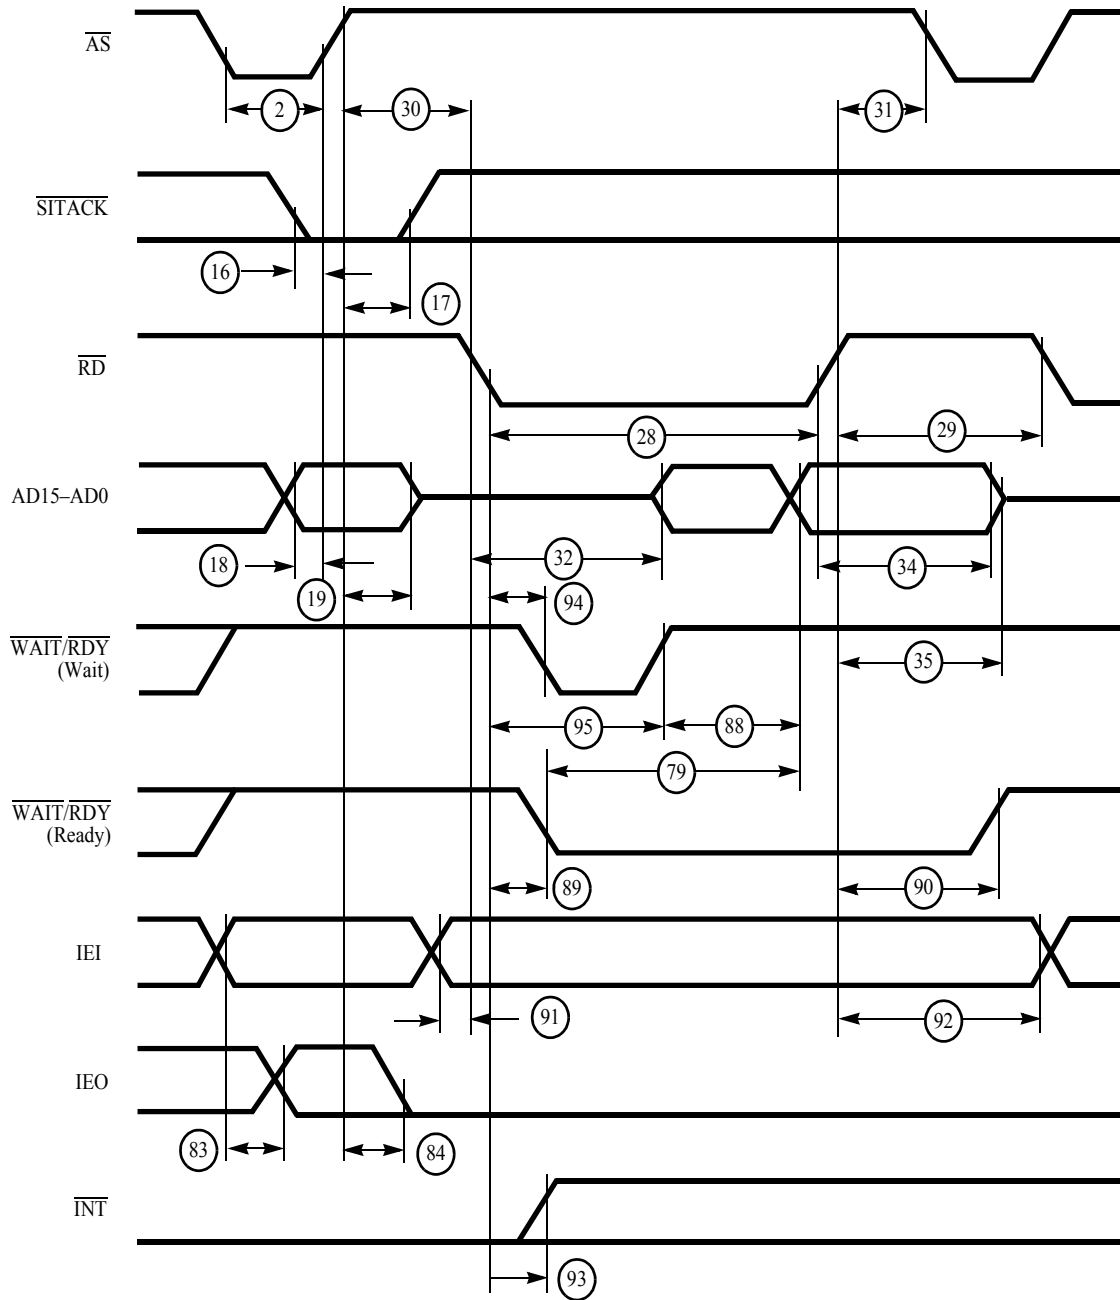 AS
2
30
31
SITACK
16
17
RD
28
29
AD15–AD0
18
32
34
19
94
WAIT/RDY
(Wait)
35
95
88
79
WAIT/RDY
(Ready)
89
90
IEI
91
92
IEO
83
84
INT
93